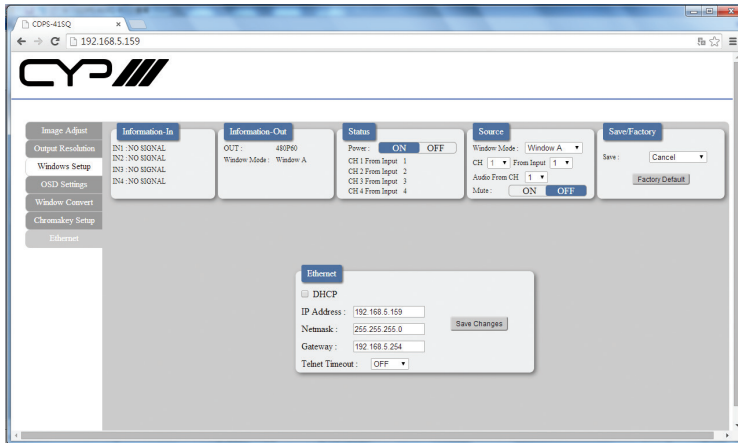 CDPS-41SQ
192.168.5.159
CYP
Image Adjust
Output Resolution
Windows Setup
OSD Settings
Window Convert
Chromakey Setup
Ethernet
Information-In
IN1 :NO SIGNAL
IN2 :NO SIGNAL
IN3 :NO SIGNAL
IN4 :NO SIGNAL
Information-Out
OUT : 480P60
Window Mode : Window A
Status
Power : ON OFF
CH 1 From Input 1
CH 2 From Input 2
CH 3 From Input 3
CH 4 From Input 4
Source
Window Mode : Window A
CH 1 From Input 1
Audio From CH 1
Mute : ON OFF
Save/Factory
Save : Cancel
Factory Default
Ethernet
DHCP
IP Address : 192.168.5.159
Netmask : 255.255.255.0
Gateway : 192.168.5.254
Telnet Timeout : OFF
Save Changes